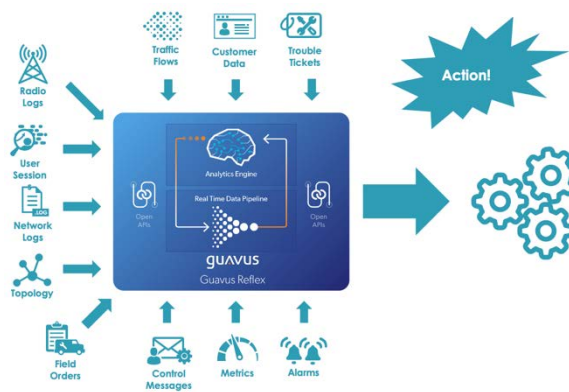 Traffic
Flows
Customer
Data
Trouble
Tickets
Action!
Radio
Logs
User
Session
.LOG
Network
Logs
Topology
Field
Orders
Analytics Engine
Real Time Data Pipeline
Open
APIs
Open
APIs
guavus
Guavus Reflex
Control
Messages
Metrics
Alarms